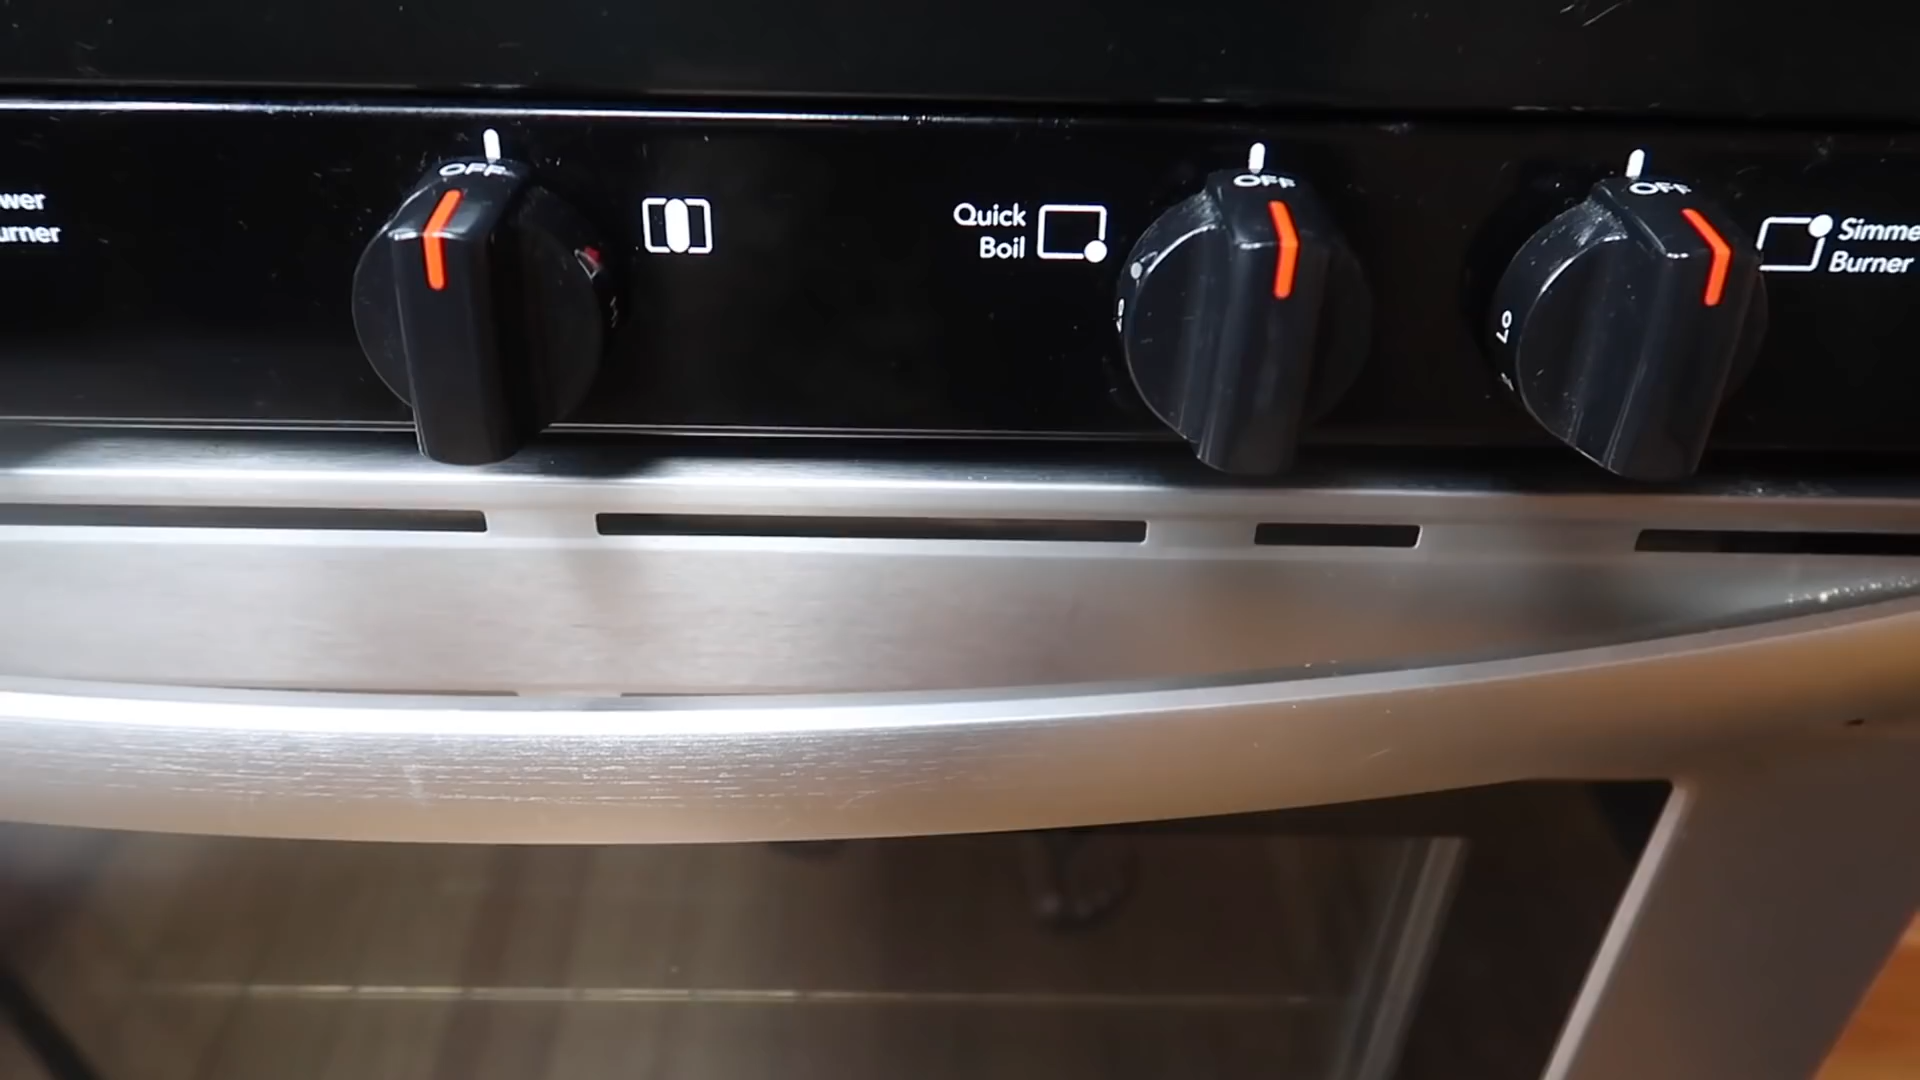 wer
urner
OFF
Quick
Boil
OFF
Lo
OFF
Simme
Burner